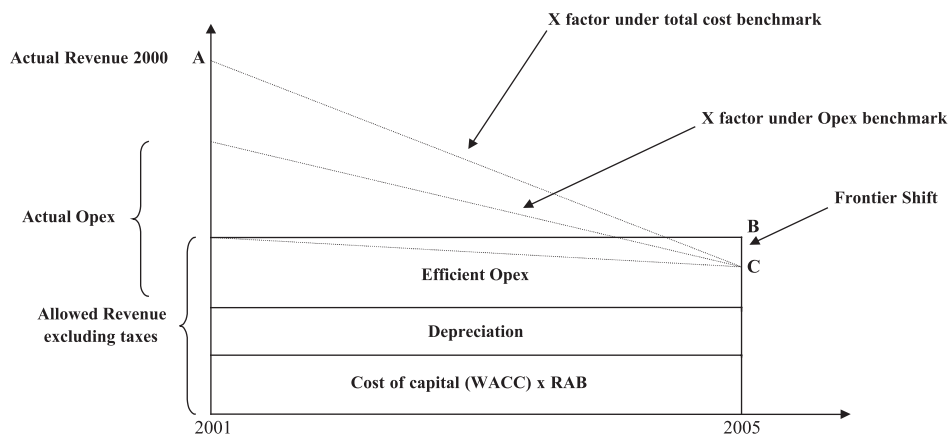 X factor under total cost benchmark
Actual Revenue 2000 A
X factor under Opex benchmark
Frontier Shift
Actual Opex
B
C
Efficient Opex
Allowed Revenue
excluding taxes
Depreciation
Cost of capital (WACC) x RAB
2001 2005